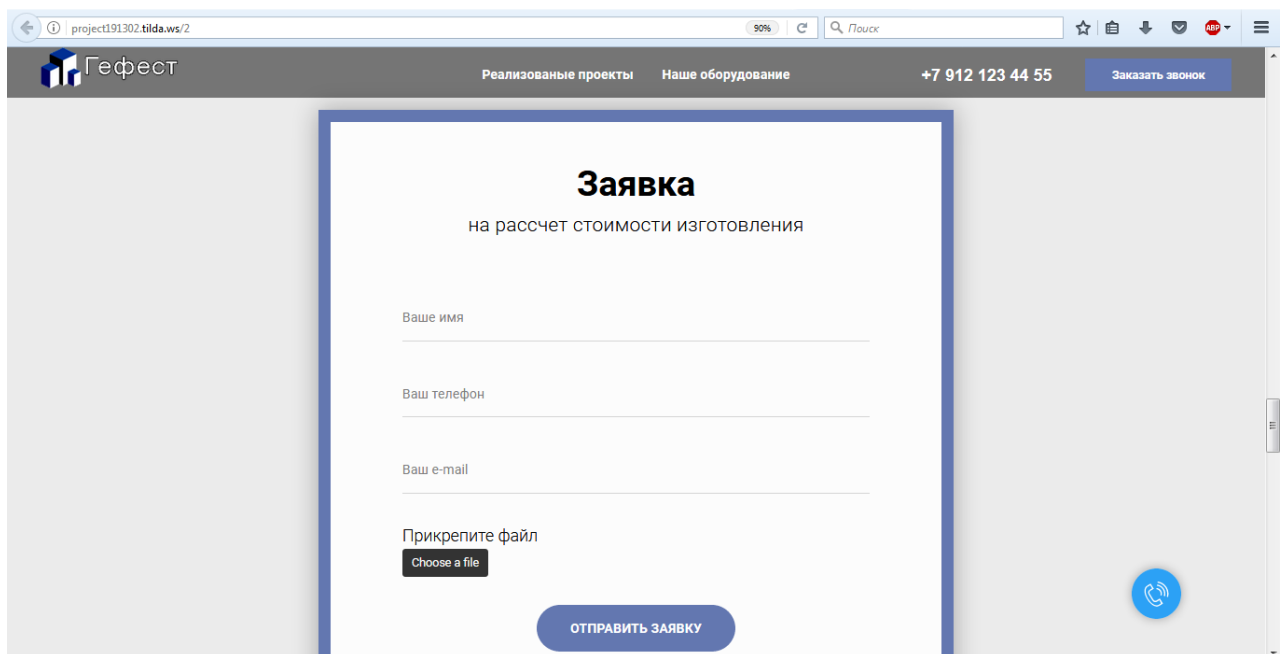 project191302.tilda.ws/2
90%
Поиск
ABP
Гефест
Реализованые проекты
Наше оборудование
+7 912 123 44 55
Заказать звонок
Заявка
на рассчет стоимости изготовления
Ваше имя
Ваш телефон
Ваш e-mail
Прикрепите файл
Choose a file
ОТПРАВИТЬ ЗАЯВКУ